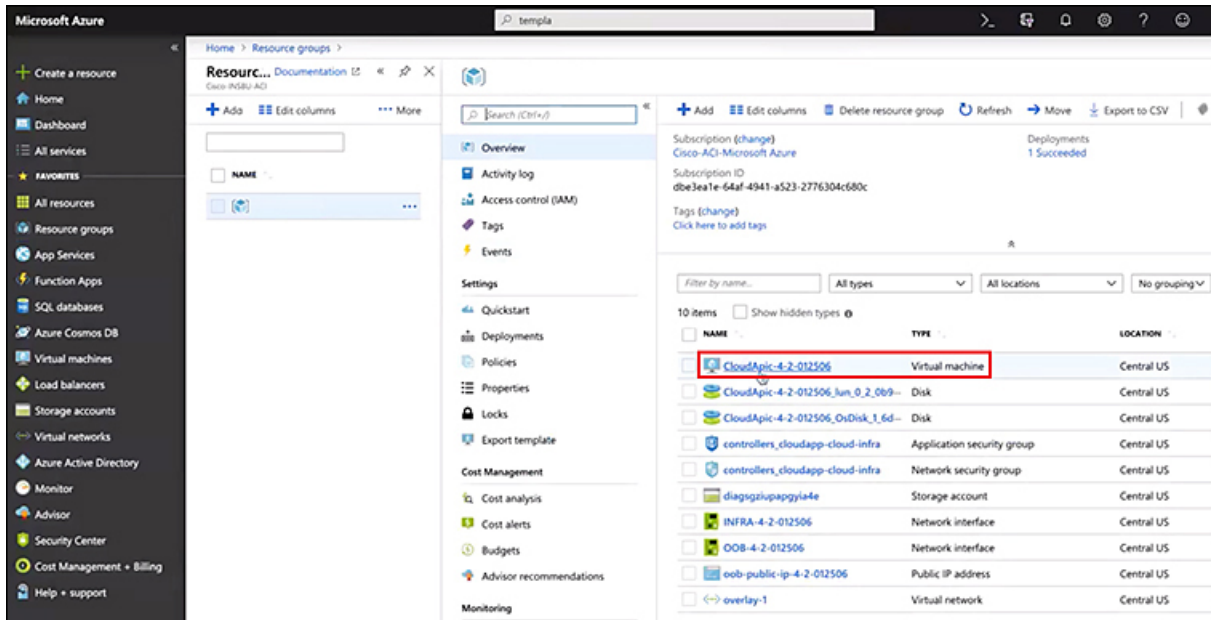 Microsoft Azure
templa
Create a resource
Home
Dashboard
All services
FAVORITES
All resources
Resource groups
App Services
Function Apps
SQL databases
Azure Cosmos DB
Virtual machines
Load balancers
Storage accounts
Virtual networks
Azure Active Directory
Monitor
Advisor
Security Center
Cost Management + Billing
Help + support
Home > Resource groups >
Resourc... Documentation
Cisco-INSBU-ACI
Add Edit columns ... More
NAME
Search (Ctrl+/)
Overview
Activity log
Access control (IAM)
Tags
Events
Settings
Quickstart
Deployments
Policies
Properties
Locks
Export template
Cost Management
Cost analysis
Cost alerts
Budgets
Advisor recommendations
Monitoring
Add Edit columns Delete resource group Refresh Move Export to CSV
Subscription (change)
Cisco-ACI-Microsoft Azure
Deployments
1 Succeeded
Subscription ID
dbe3ea1e-64af-4941-a523-2776304c680c
Tags (change)
Click here to add tags
Filter by name... All types All locations No grouping
10 items Show hidden types
NAME TYPE LOCATION
CloudApic-4-2-012506 Virtual machine Central US
CloudApic-4-2-012506_lun_0_2_0b9... Disk Central US
CloudApic-4-2-012506_OsDisk_1_6d... Disk Central US
controllers_cloudapp-cloud-infra Application security group Central US
controllers_cloudapp-cloud-infra Network security group Central US
diagsgziupapgyia4e Storage account Central US
INFRA-4-2-012506 Network interface Central US
OOB-4-2-012506 Network interface Central US
oob-public-ip-4-2-012506 Public IP address Central US
overlay-1 Virtual network Central US